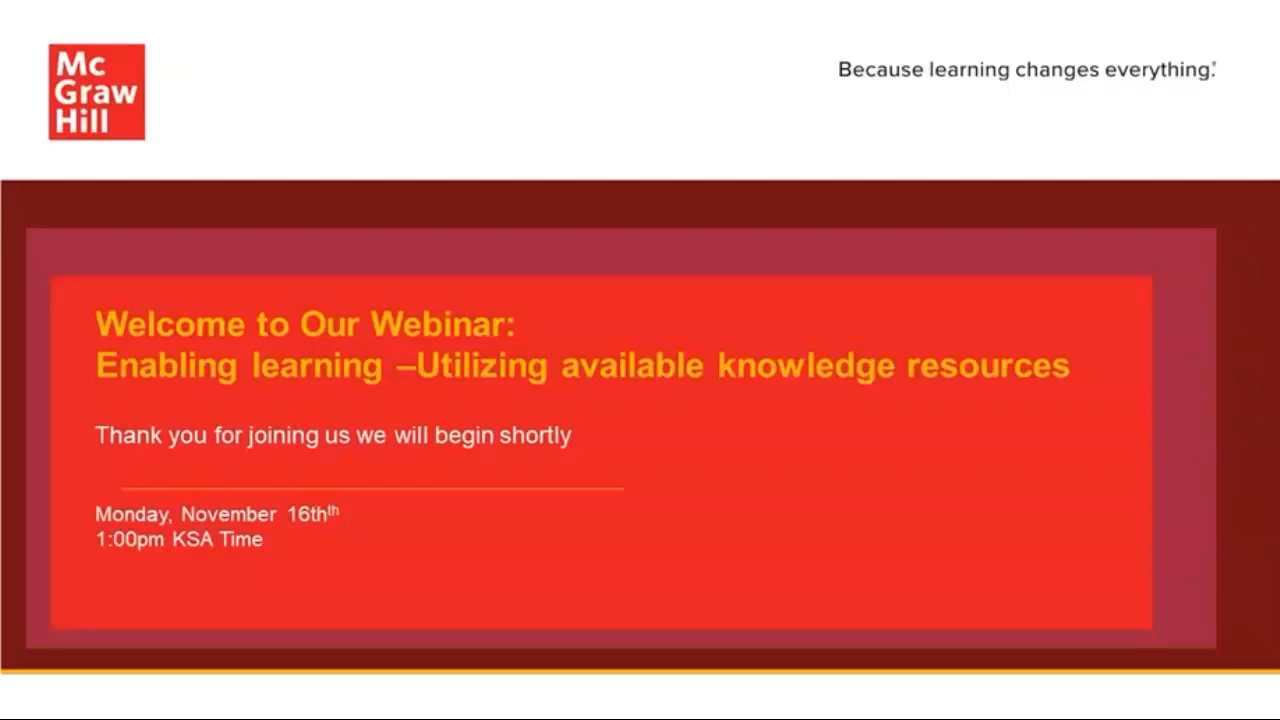 Mc
Graw
Hill
Because learning changes everything.®
Welcome to Our Webinar:
Enabling learning –Utilizing available knowledge resources
Thank you for joining us we will begin shortly
Monday, November 16thth
1:00pm KSA Time